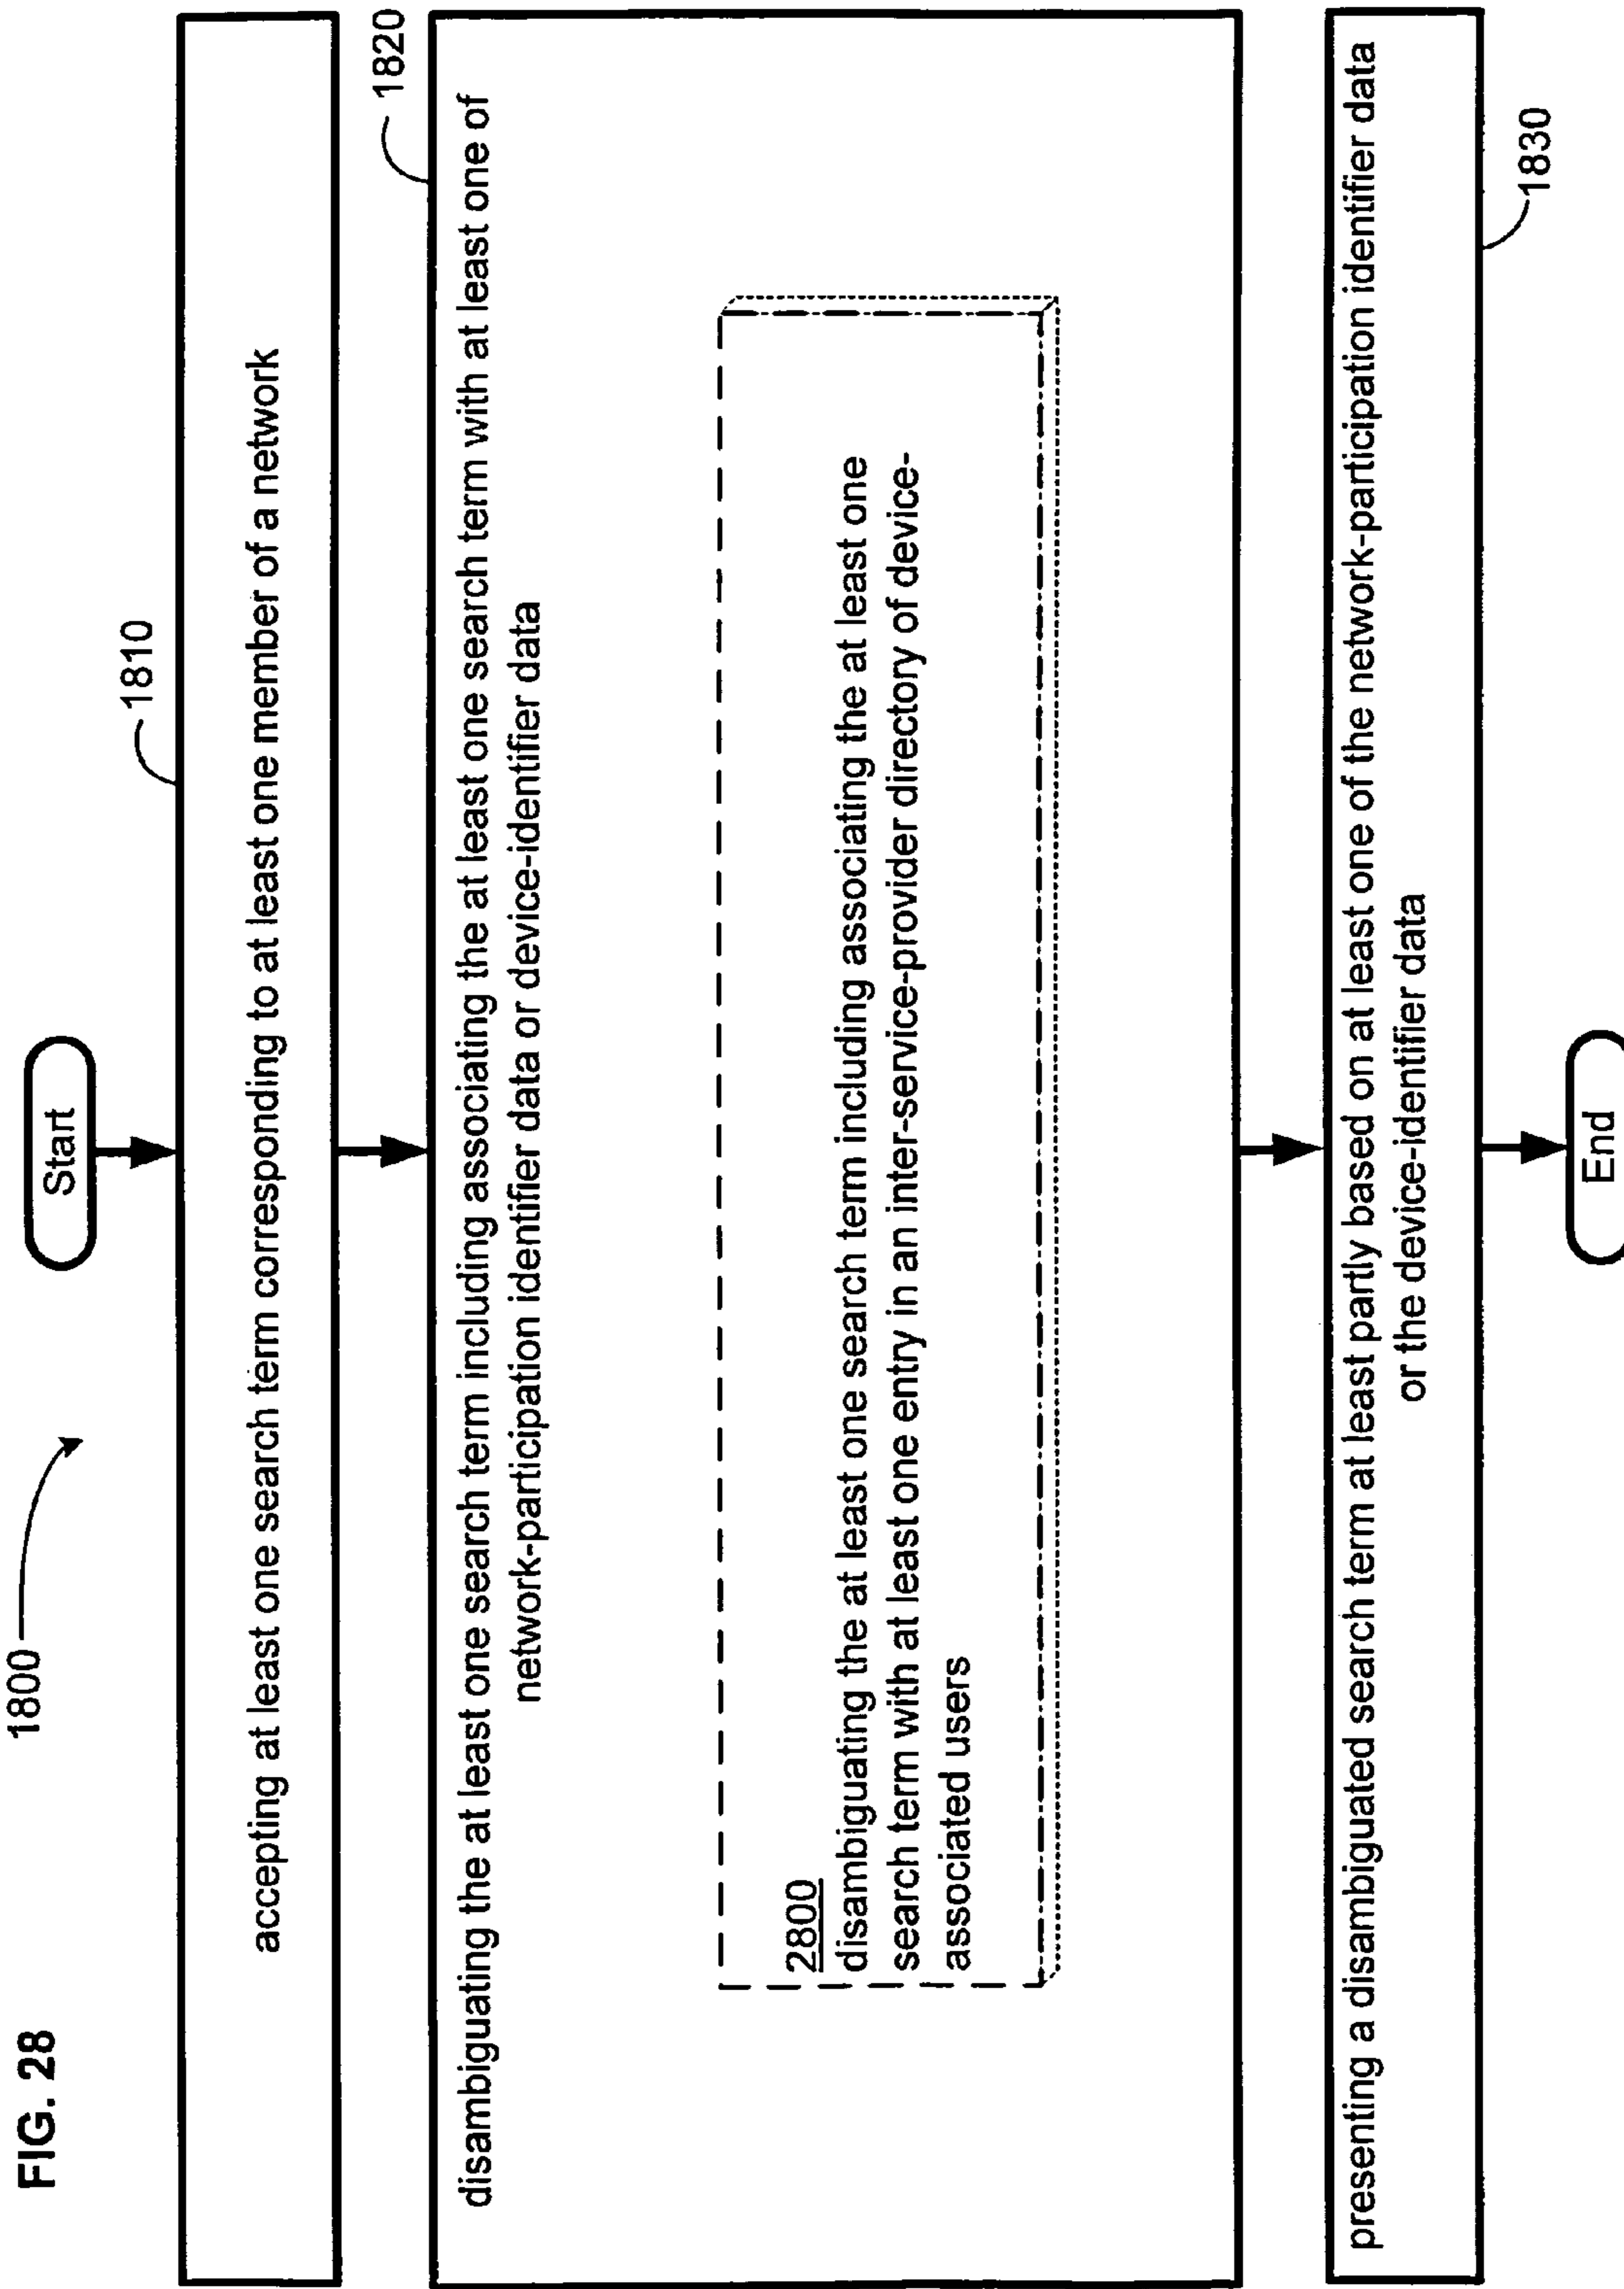 FIG. 28
1800
Start
1810
accepting at least one search term corresponding to at least one member of a network
1820
disambiguating the at least one search term including associating the at least one search term with at least one of
network-participation identifier data or device-identifier data
2800
disambiguating the at least one search term including associating the at least one
search term with at least one entry in an inter-service-provider directory of device-
associated users
presenting a disambiguated search term at least partly based on at least one of the network-participation identifier data
or the device-identifier data
1830
End